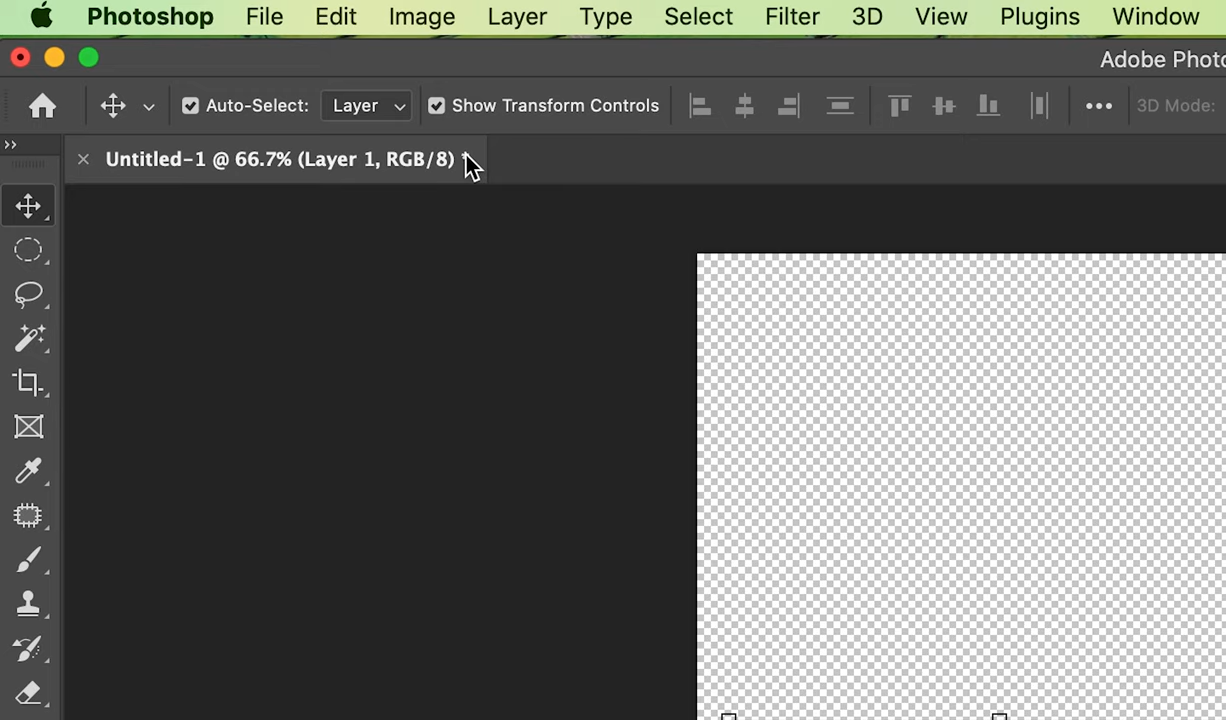 Photoshop File Edit Image Layer Type Select Filter 3D View Plugins Window
Adobe Photo
Auto-Select: Layer Show Transform Controls 3D Mode:
Untitled-1 @ 66.7% (Layer 1, RGB/8) *